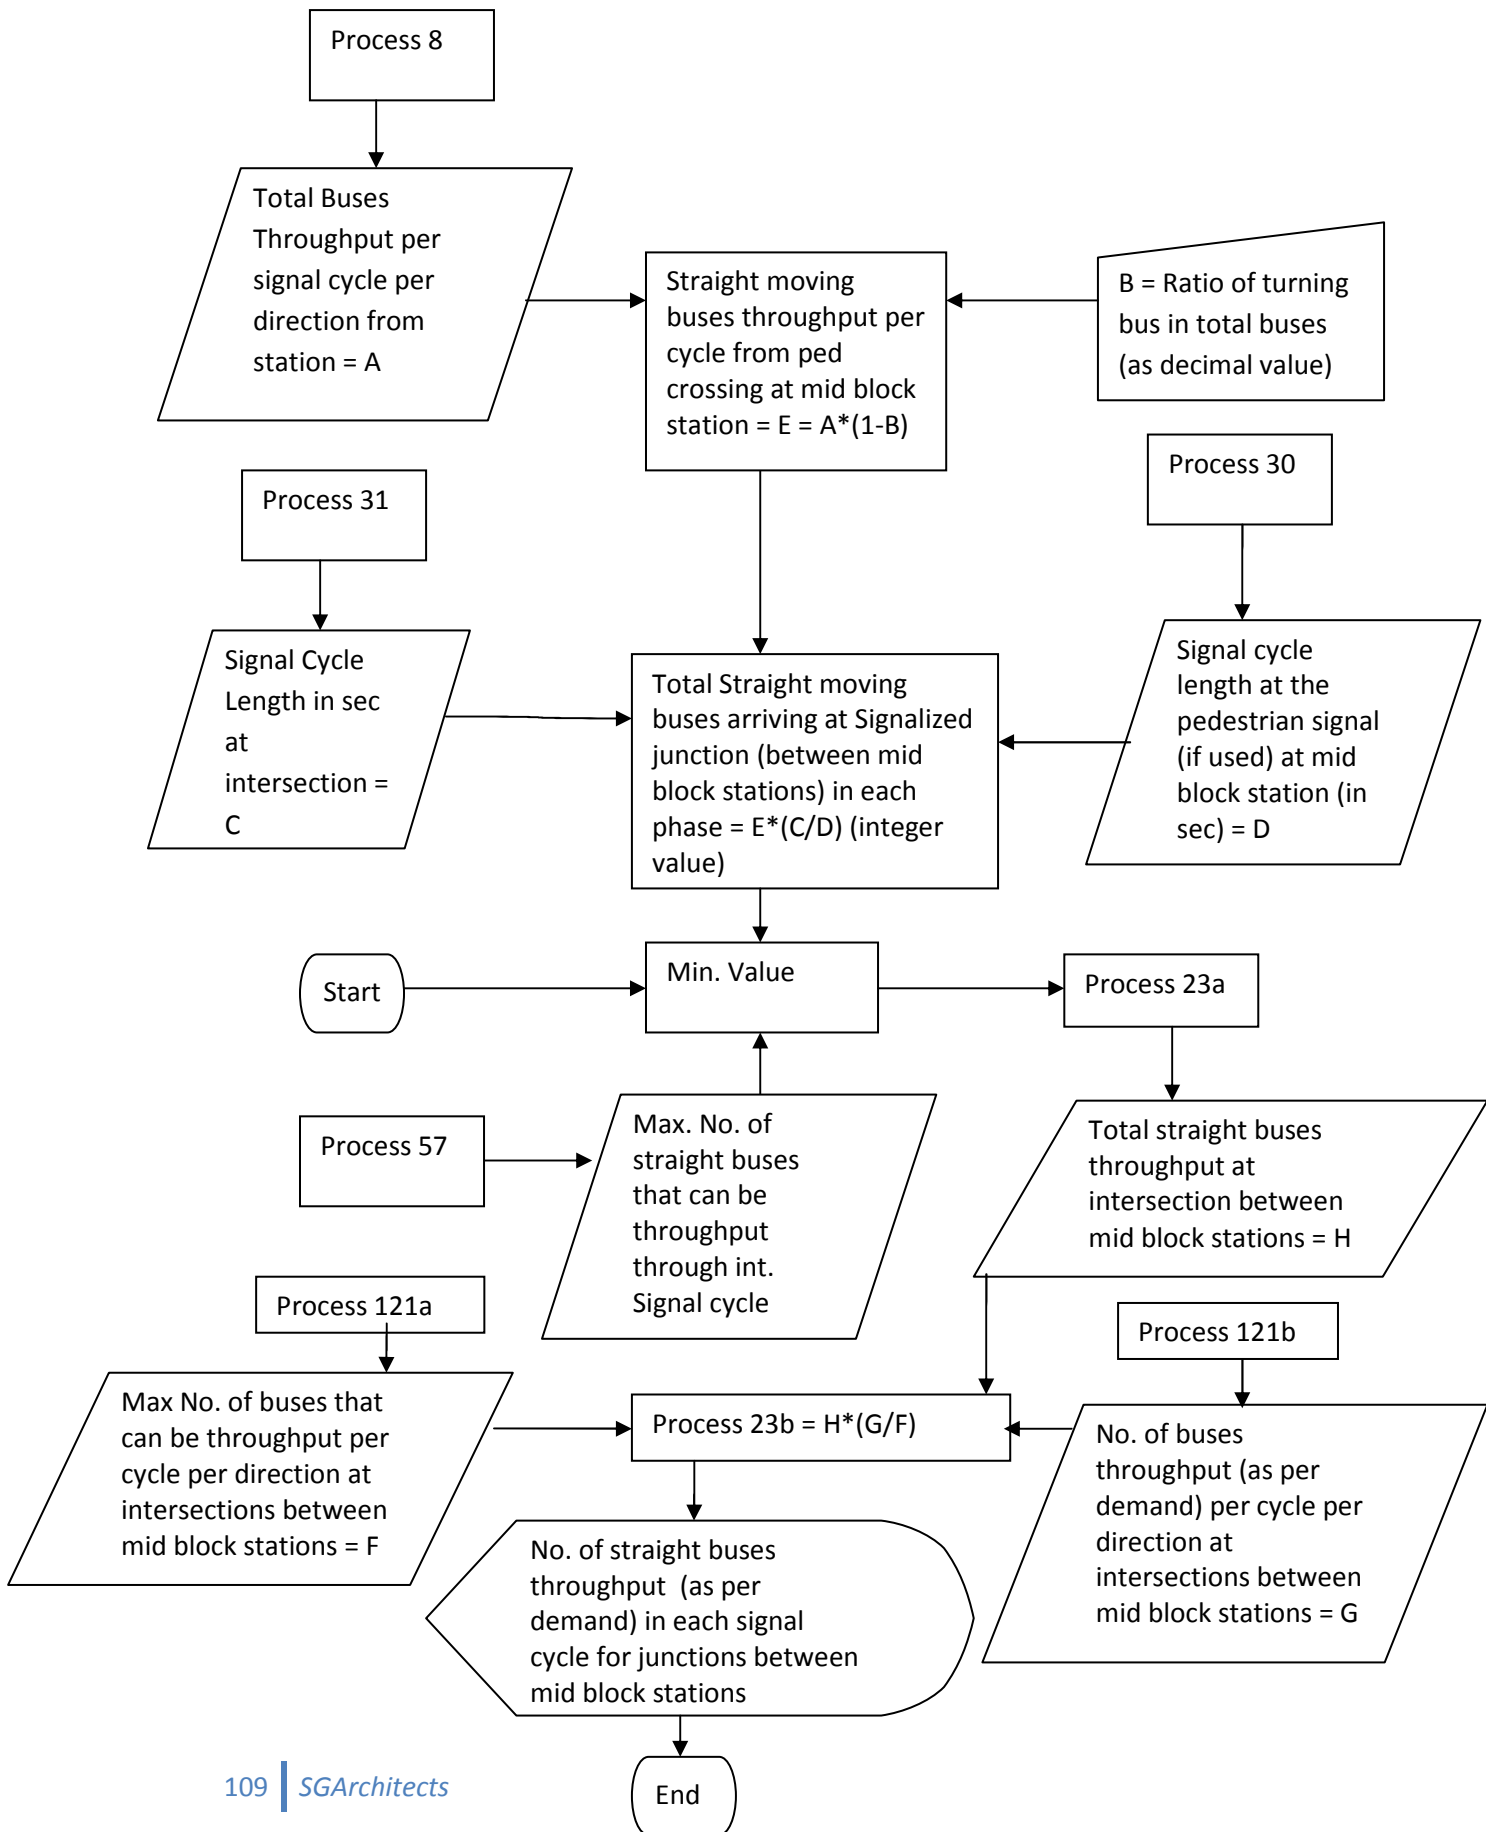 Process 8
Total Buses
Throughput per
signal cycle per
direction from
station = A
Straight moving
buses throughput per
cycle from ped
crossing at mid block
station = E = A*(1-B)
B = Ratio of turning
bus in total buses
(as decimal value)
Process 31
Process 30
Signal Cycle
Length in sec
at
intersection =
C
Total Straight moving
buses arriving at Signalized
junction (between mid
block stations) in each
phase = E*(C/D) (integer
value)
Signal cycle
length at the
pedestrian signal
(if used) at mid
block station (in
sec) = D
Start
Min. Value
Process 23a
Process 57
Max. No. of
straight buses
that can be
throughput
through int.
Signal cycle
Total straight buses
throughput at
intersection between
mid block stations = H
Process 121a
Process 121b
Max No. of buses that
can be throughput per
cycle per direction at
intersections between
mid block stations = F
Process 23b = H*(G/F)
No. of buses
throughput (as per
demand) per cycle per
direction at
intersections between
mid block stations = G
No. of straight buses
throughput  (as per
demand) in each signal
cycle for junctions between
mid block stations
End
109 SGArchitects